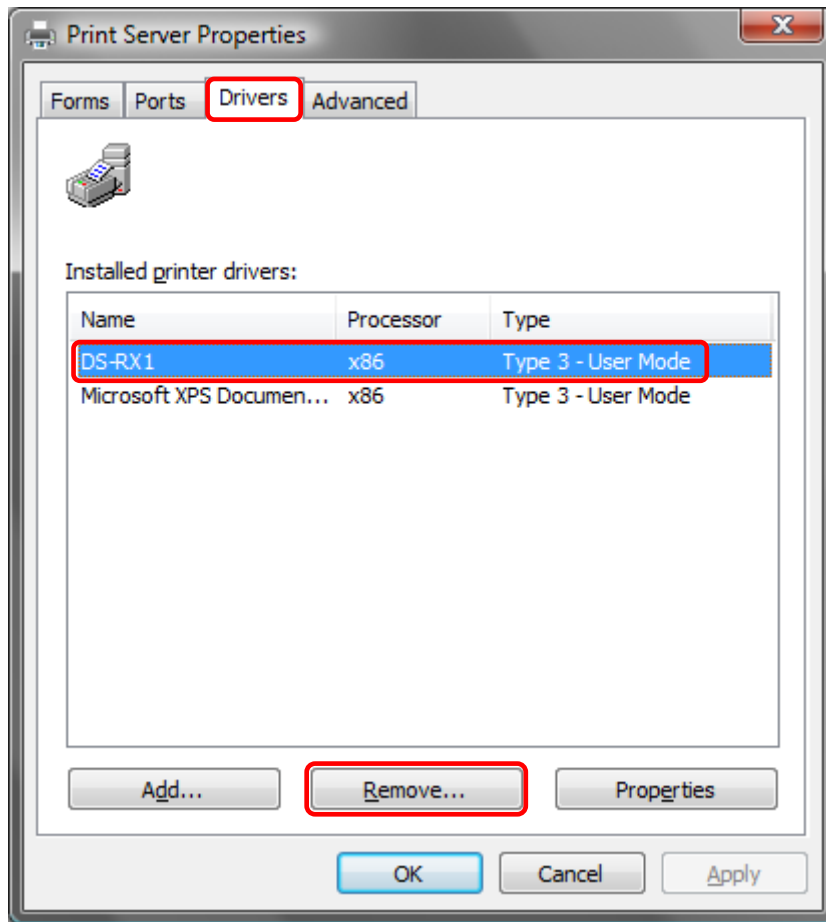 Print Server Properties
Forms Ports Drivers Advanced
Installed printer drivers:
Name Processor Type
DS-RX1 x86 Type 3 - User Mode
Microsoft XPS Documen... x86 Type 3 - User Mode
Add... Remove... Properties
OK Cancel Apply